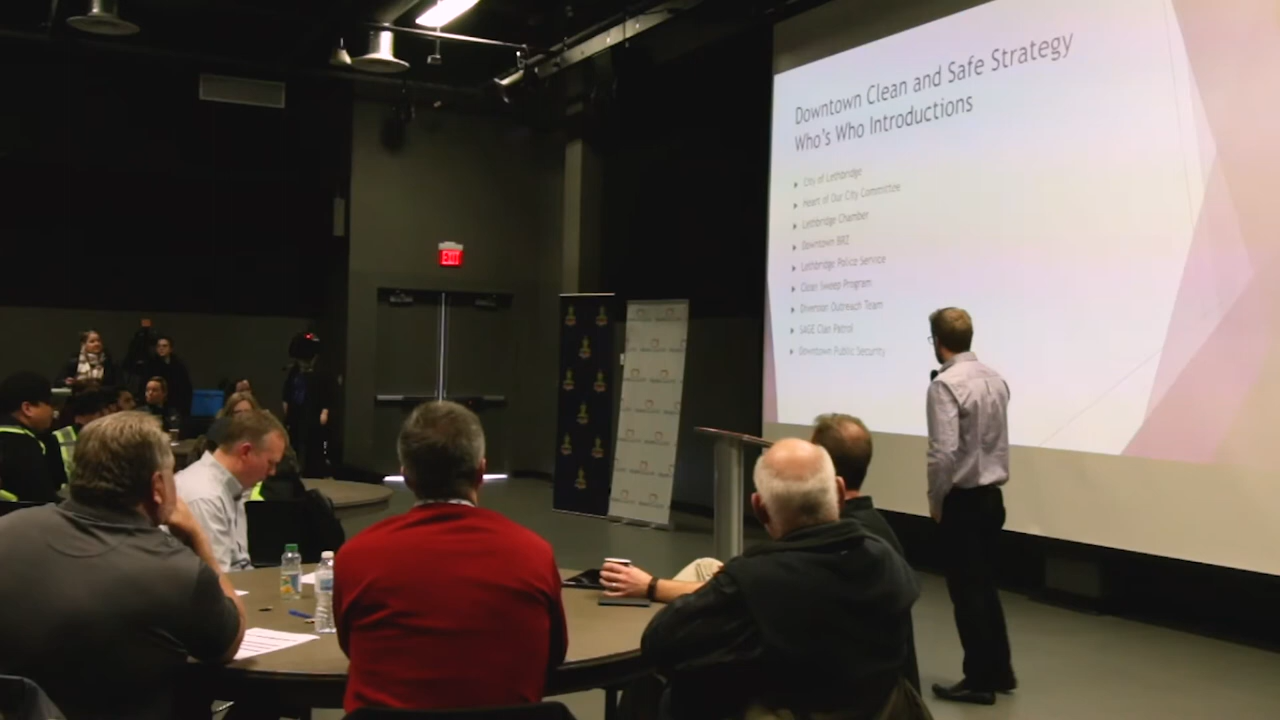 Downtown Clean and Safe Strategy
Who's Who Introductions
City of Lethbridge
Heart of Our City Committee
Lethbridge Chamber
Downtown BRZ
Lethbridge Police Service
Clean Sweep Program
Diversion Outreach Team
SAGE Clan Patrol
Downtown Public Security
EXIT